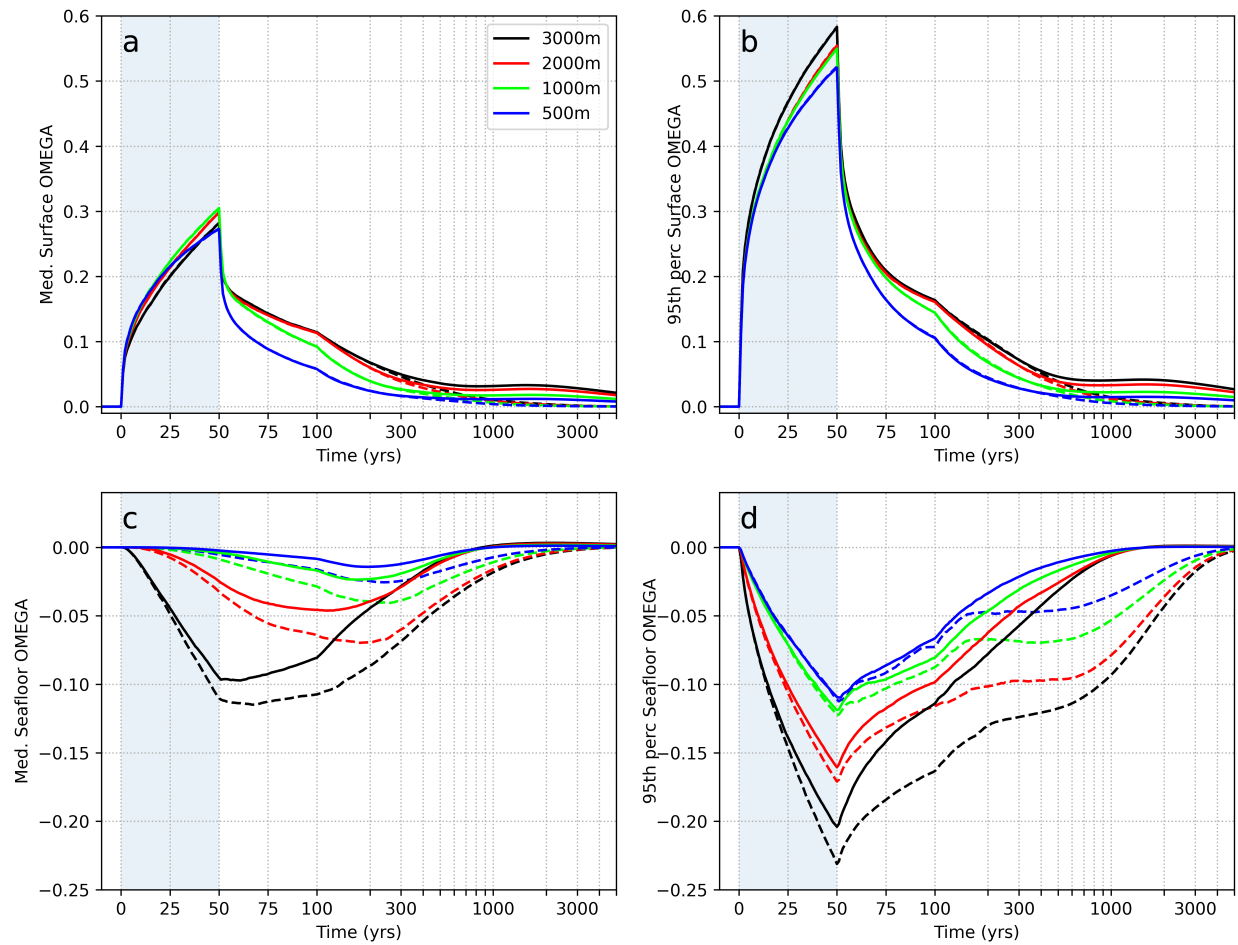 a
3000m
2000m
1000m
500m
Med. Surface OMEGA
0.6
0.5
0.4
0.3
0.2
0.1
0.0
0 25 50 75 100 300 1000 3000
Time (yrs)
b
95th perc Surface OMEGA
0.6
0.5
0.4
0.3
0.2
0.1
0.0
0 25 50 75 100 300 1000 3000
Time (yrs)
c
Med. Seafloor OMEGA
0.00
−0.05
−0.10
−0.15
−0.20
−0.25
0 25 50 75 100 300 1000 3000
Time (yrs)
d
95th perc Seafloor OMEGA
0.00
−0.05
−0.10
−0.15
−0.20
−0.25
0 25 50 75 100 300 1000 3000
Time (yrs)